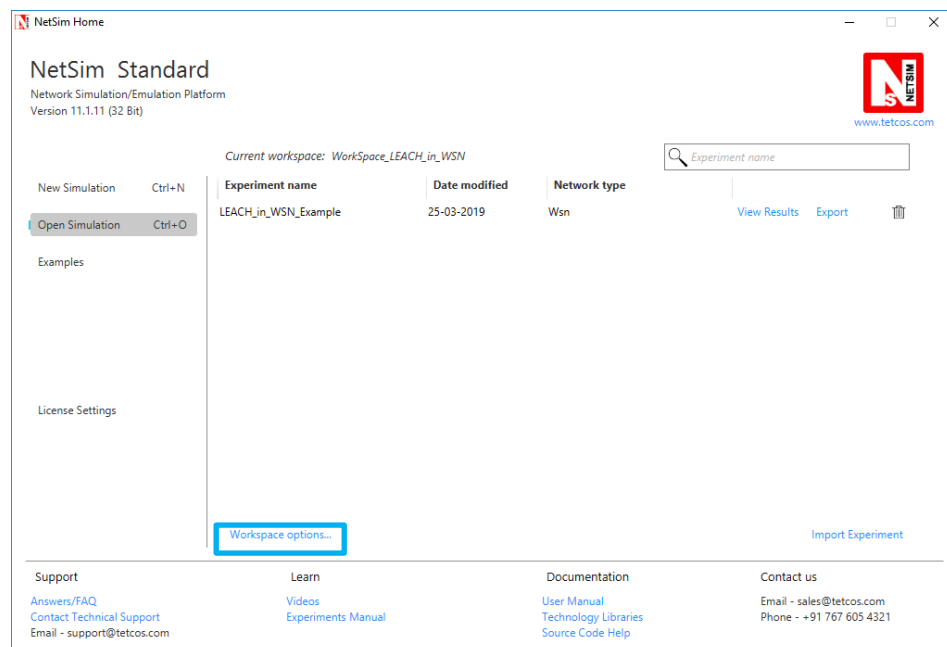 NetSim Home
NetSim Standard
Network Simulation/Emulation Platform
Version 11.1.11 (32 Bit)
NS NETSIM
www.tetcos.com
Current workspace: WorkSpace_LEACH_in_WSN
Experiment name
New Simulation Ctrl+N
Open Simulation Ctrl+O
Examples
License Settings
Experiment name Date modified Network type
LEACH_in_WSN_Example 25-03-2019 Wsn View Results Export
Workspace options...
Import Experiment
Support
Answers/FAQ
Contact Technical Support
Email - support@tetcos.com
Learn
Videos
Experiments Manual
Documentation
User Manual
Technology Libraries
Source Code Help
Contact us
Email - sales@tetcos.com
Phone - +91 767 605 4321